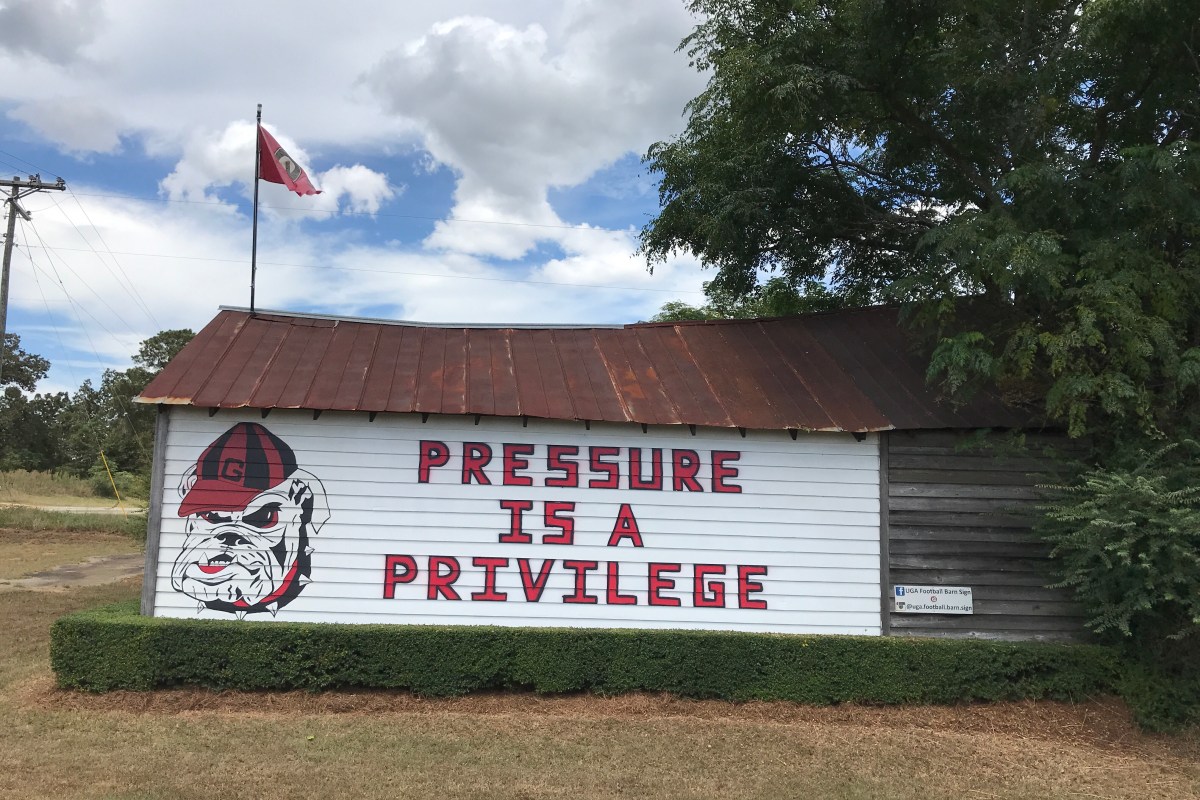 G
PRESSURE
IS A
PRIVILEGE
UGA Football Barn Sign
@uga.football.barn.sign